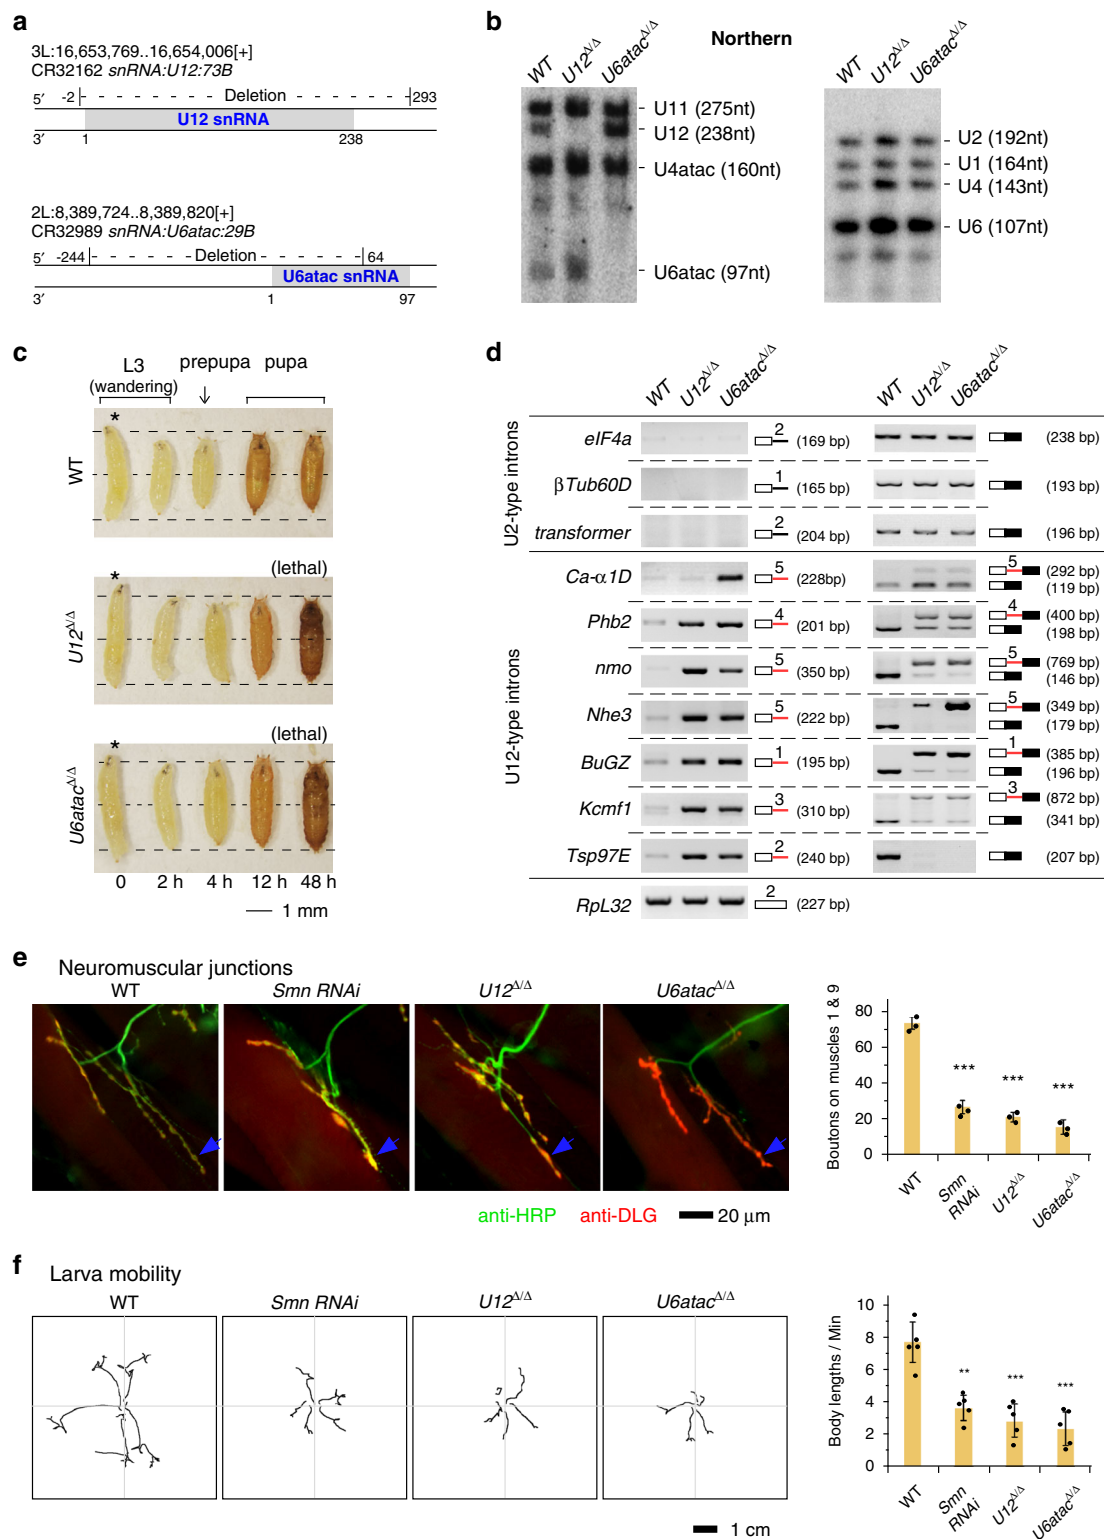 a
3L:16,653,769..16,654,006[+]
CR32162 snRNA:U12:73B
5′ -2 Deletion 293
U12 snRNA
3′ 1 238
2L:8,389,724..8,389,820[+]
CR32989 snRNA:U6atac:29B
5′ -244 Deletion 64
U6atac snRNA
3′ 1 97
b
Northern
WT U12Δ/Δ U6atacΔ/Δ
U11 (275nt)
U12 (238nt)
U4atac (160nt)
U6atac (97nt)
WT U12Δ/Δ U6atacΔ/Δ
U2 (192nt)
U1 (164nt)
U4 (143nt)
U6 (107nt)
c
L3 (wandering) prepupa pupa
WT
*
U12Δ/Δ
*
(lethal)
U6atacΔ/Δ
*
(lethal)
0 2 h 4 h 12 h 48 h
1 mm
d
WT U12Δ/Δ U6atacΔ/Δ WT U12Δ/Δ U6atacΔ/Δ
U2-type introns
eIF4a 2 (169 bp) (238 bp)
βTub60D 1 (165 bp) (193 bp)
transformer 2 (204 bp) (196 bp)
U12-type introns
Ca-α1D 5 (228bp) 5 (292 bp)
(119 bp)
Phb2 4 (201 bp) 4 (400 bp)
(198 bp)
nmo 5 (350 bp) 5 (769 bp)
(146 bp)
Nhe3 5 (222 bp) 5 (349 bp)
(179 bp)
BuGZ 1 (195 bp) 1 (385 bp)
(196 bp)
Kcmf1 3 (310 bp) 3 (872 bp)
(341 bp)
Tsp97E 2 (240 bp) (207 bp)
RpL32 2 (227 bp)
e
Neuromuscular junctions
WT Smn RNAi U12Δ/Δ U6atacΔ/Δ
anti-HRP anti-DLG 20 µm
Boutons on muscles 1 & 9
80
60
40
20
0
*** *** ***
WT Smn RNAi U12Δ/Δ U6atacΔ/Δ
f
Larva mobility
WT Smn RNAi U12Δ/Δ U6atacΔ/Δ
1 cm
Body lengths / Min
10
8
6
4
2
0
** *** ***
WT Smn RNAi U12Δ/Δ U6atacΔ/Δ